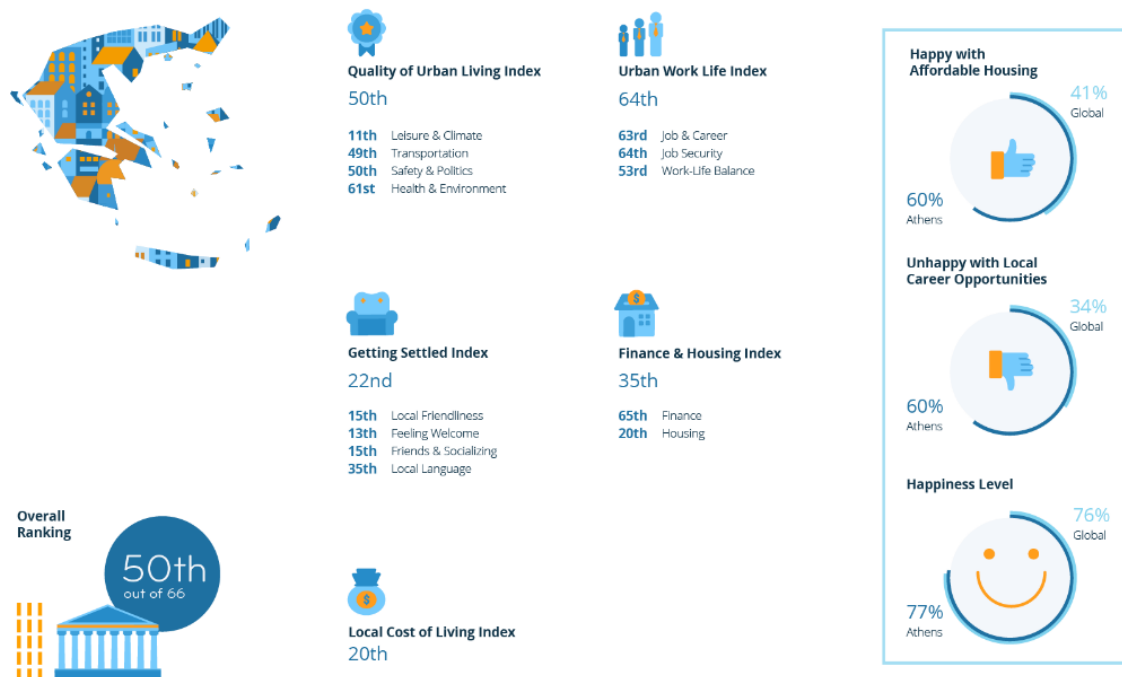 Quality of Urban Living Index
50th
11th Leisure & Climate
49th Transportation
50th Safety & Politics
61st Health & Environment
Urban Work Life Index
64th
63rd Job & Career
64th Job Security
53rd Work-Life Balance
Getting Settled Index
22nd
15th Local Friendliness
13th Feeling Welcome
15th Friends & Socializing
35th Local Language
$
Finance & Housing Index
35th
65th Finance
20th Housing
Overall
Ranking
50th
out of 66
$
Local Cost of Living Index
20th
Happy with
Affordable Housing
41%
Global
60%
Athens
Unhappy with Local
Career Opportunities
34%
Global
60%
Athens
Happiness Level
76%
Global
77%
Athens